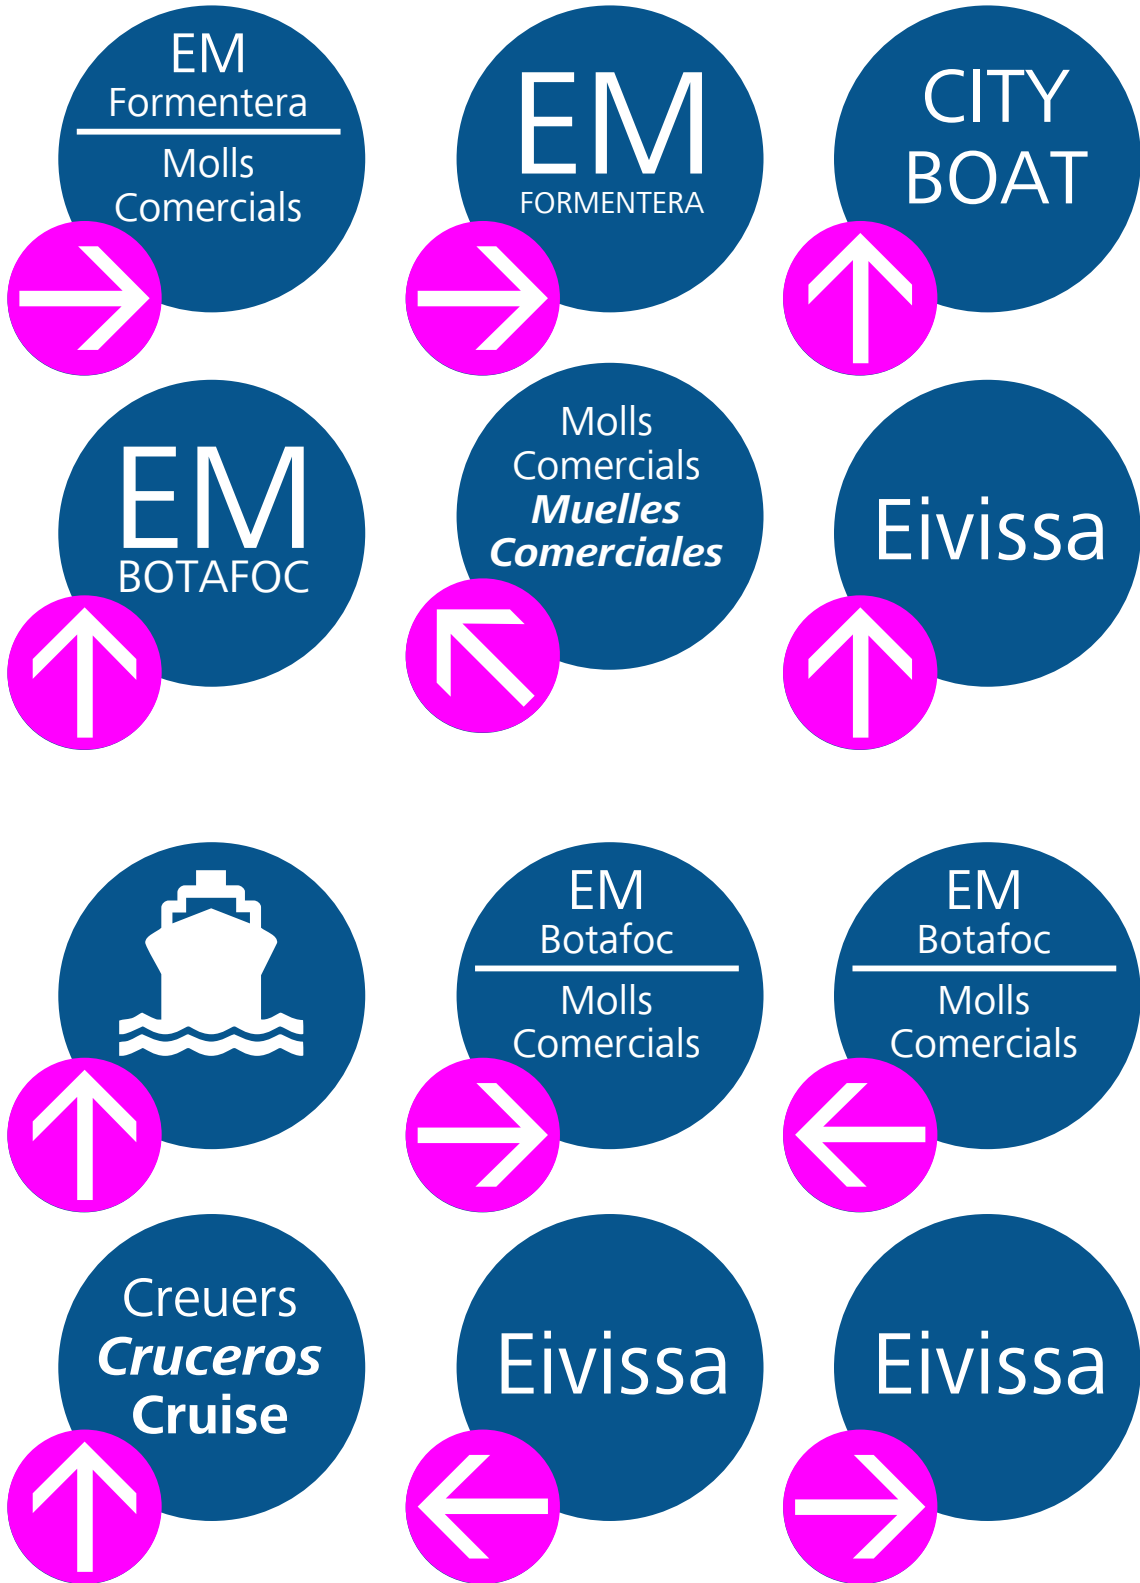 EM
Formentera
Molls
Comercials
EM
FORMENTERA
CITY
BOAT
EM
BOTAFOC
Molls
Comercials
Muelles
Comerciales
Eivissa
EM
Botafoc
Molls
Comercials
EM
Botafoc
Molls
Comercials
Creuers
Cruceros
Cruise
Eivissa
Eivissa